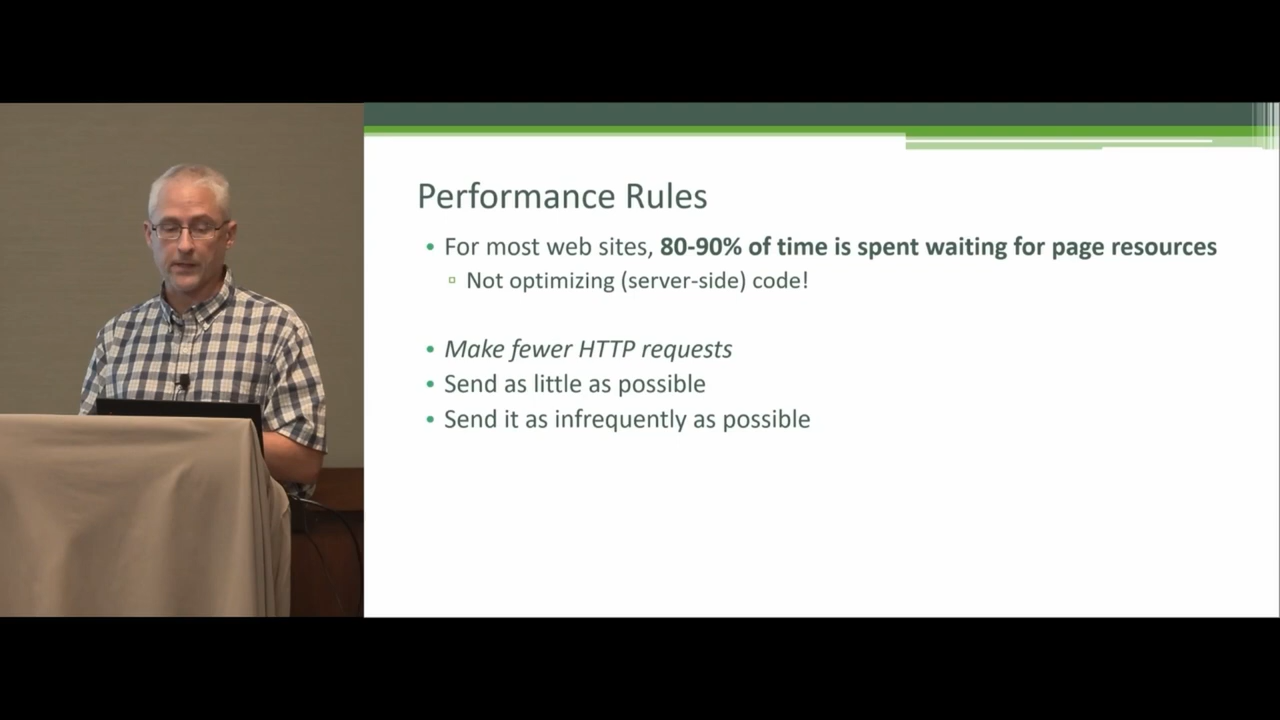 Performance Rules
For most web sites, 80-90% of time is spent waiting for page resources
Not optimizing (server-side) code!
Make fewer HTTP requests
Send as little as possible
Send it as infrequently as possible